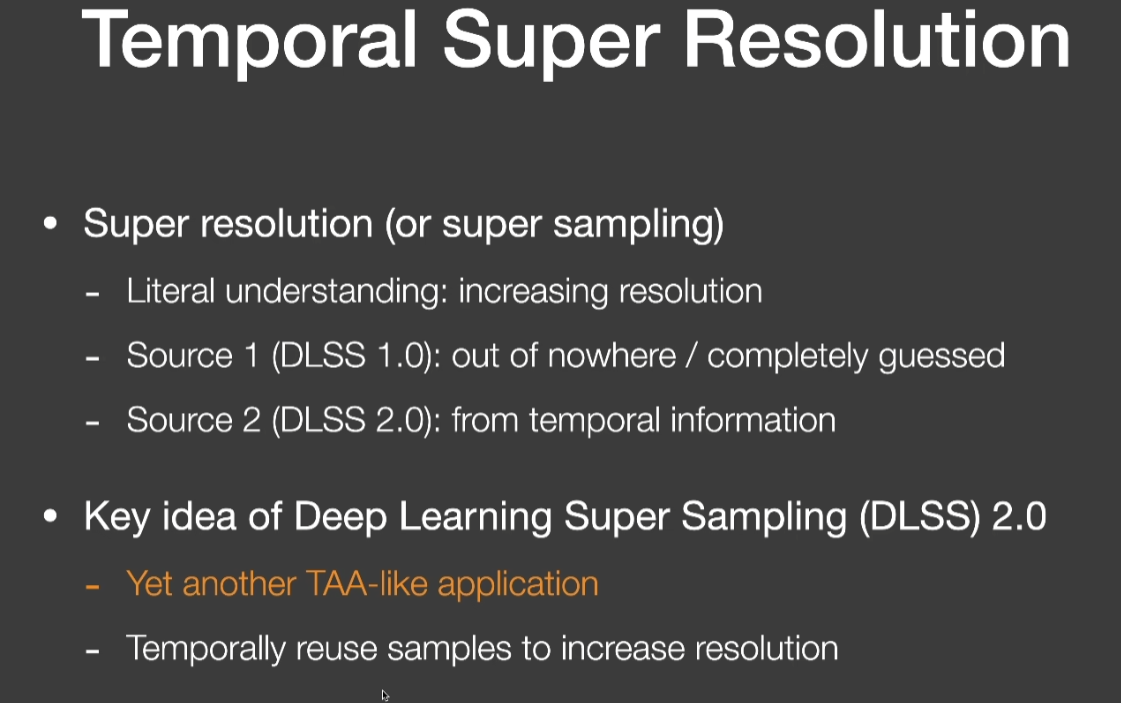 Temporal Super Resolution
• Super resolution (or super sampling)
- Literal understanding: increasing resolution
- Source 1 (DLSS 1.0): out of nowhere / completely guessed
- Source 2 (DLSS 2.0): from temporal information
• Key idea of Deep Learning Super Sampling (DLSS) 2.0
- Yet another TAA-like application
- Temporally reuse samples to increase resolution